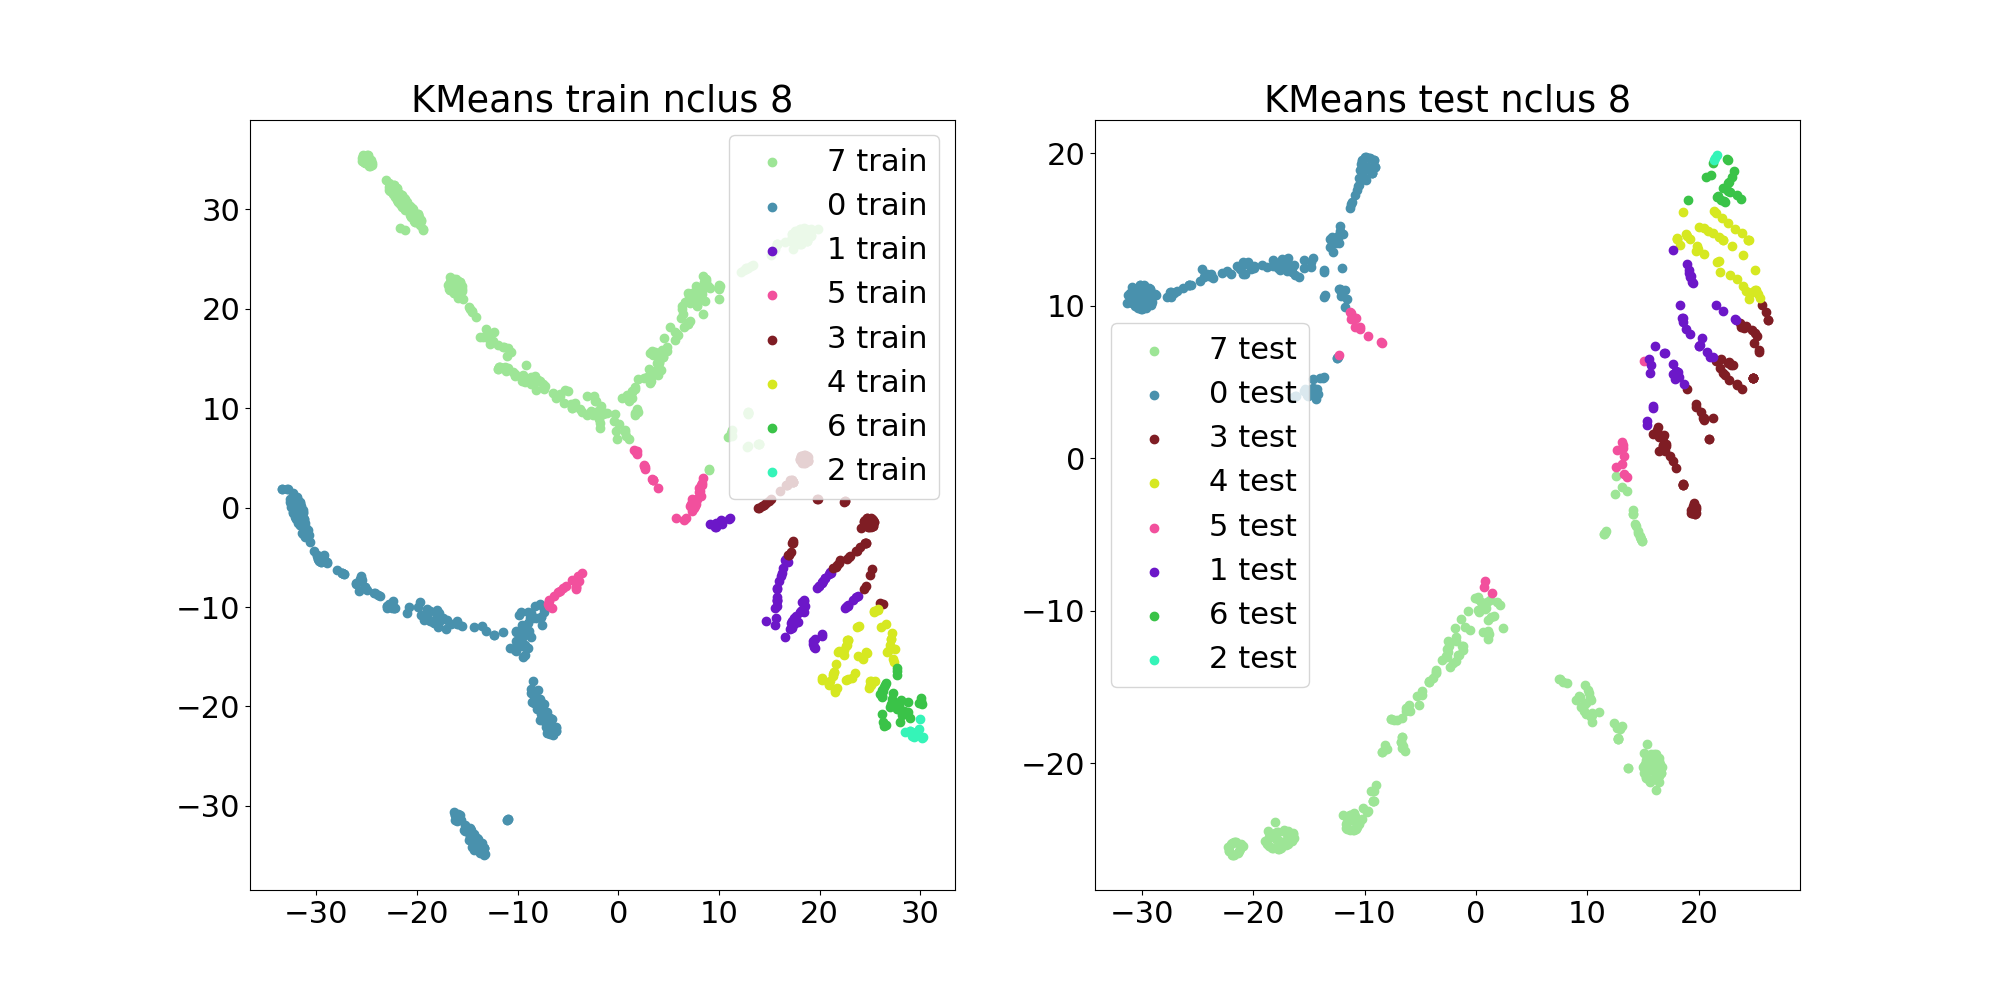 KMeans train nclus 8
30
20
10
0
−10
−20
−30
−30 −20 −10 0 10 20 30
7 train
0 train
1 train
5 train
3 train
4 train
6 train
2 train
KMeans test nclus 8
20
10
0
−10
−20
−30 −20 −10 0 10 20
7 test
0 test
3 test
4 test
5 test
1 test
6 test
2 test